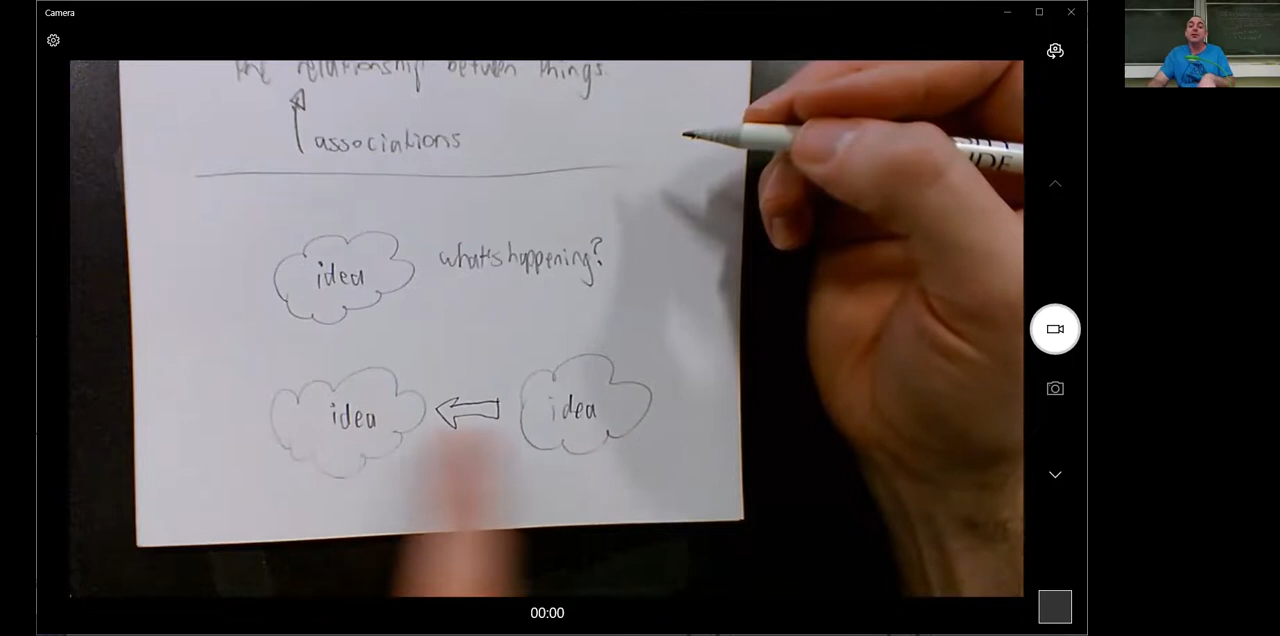 Camera
the relationship between things.
associations
idea what's happening?
idea idea
00:00